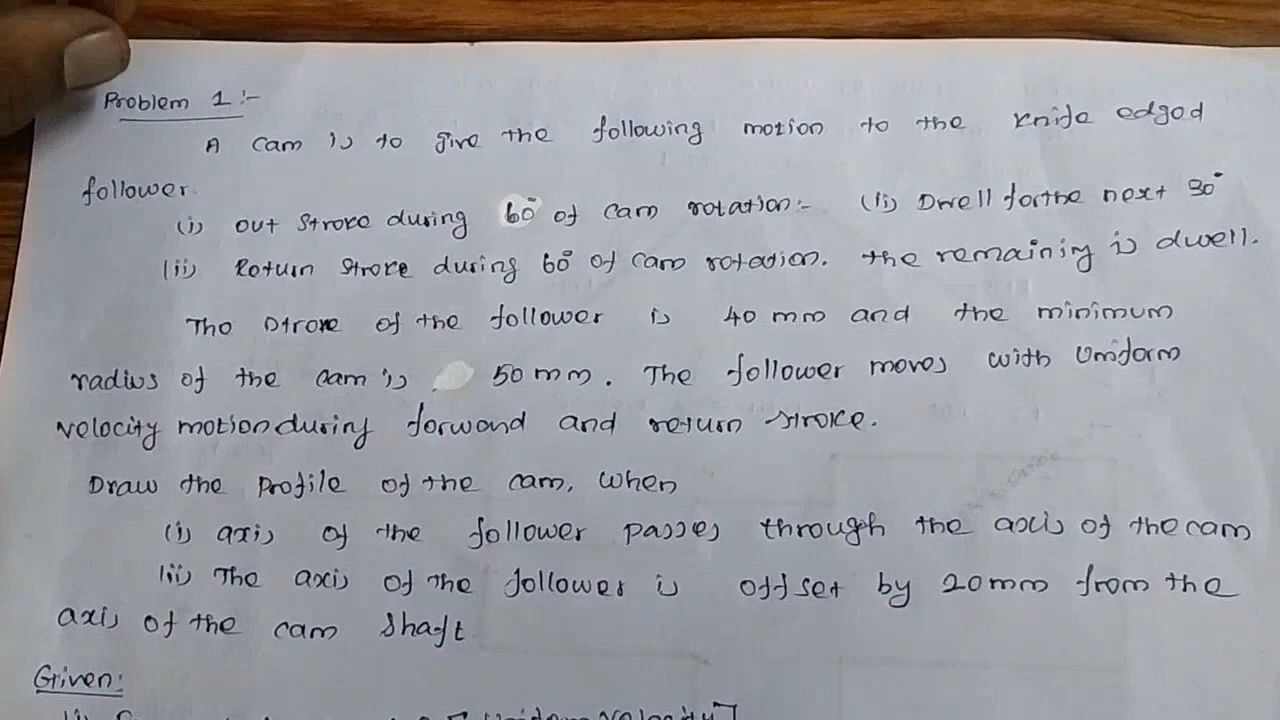 Problem 1:-
A cam is to give the following motion to the knife edged
follower.
(i) out stroke during 60° of cam rotation:- (ii) Dwell for the next 30°
(ii) Return stroke during 60° of cam rotation. the remaining is dwell.
The stroke of the follower is 40 mm and the minimum
radius of the cam is 50 mm. The follower moves with Uniform
velocity motion during forward and return stroke.
Draw the profile of the cam, when
(i) axis of the follower passes through the axis of the cam
(ii) The axis of the follower is offset by 20 mm from the
axis of the cam shaft
Given: